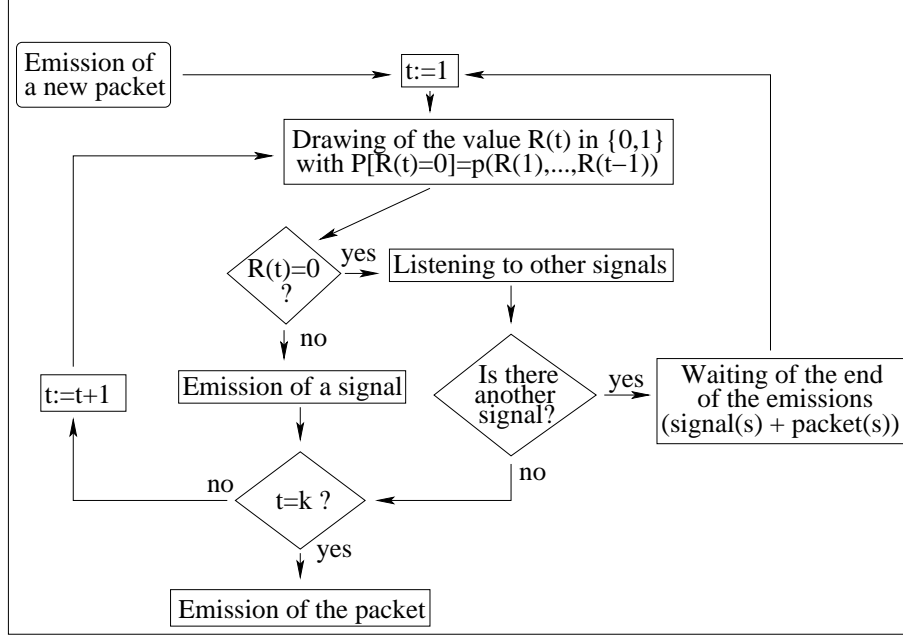 Emission of
a new packet
t:=1
Drawing of the value R(t) in {0,1}
with P[R(t)=0]=p(R(1),...,R(t−1))
R(t)=0
?
yes
Listening to other signals
no
t:=t+1
Emission of a signal
Is there
another
signal?
yes
Waiting of the end
of the emissions
(signal(s) + packet(s))
no
no
t=k ?
yes
Emission of the packet